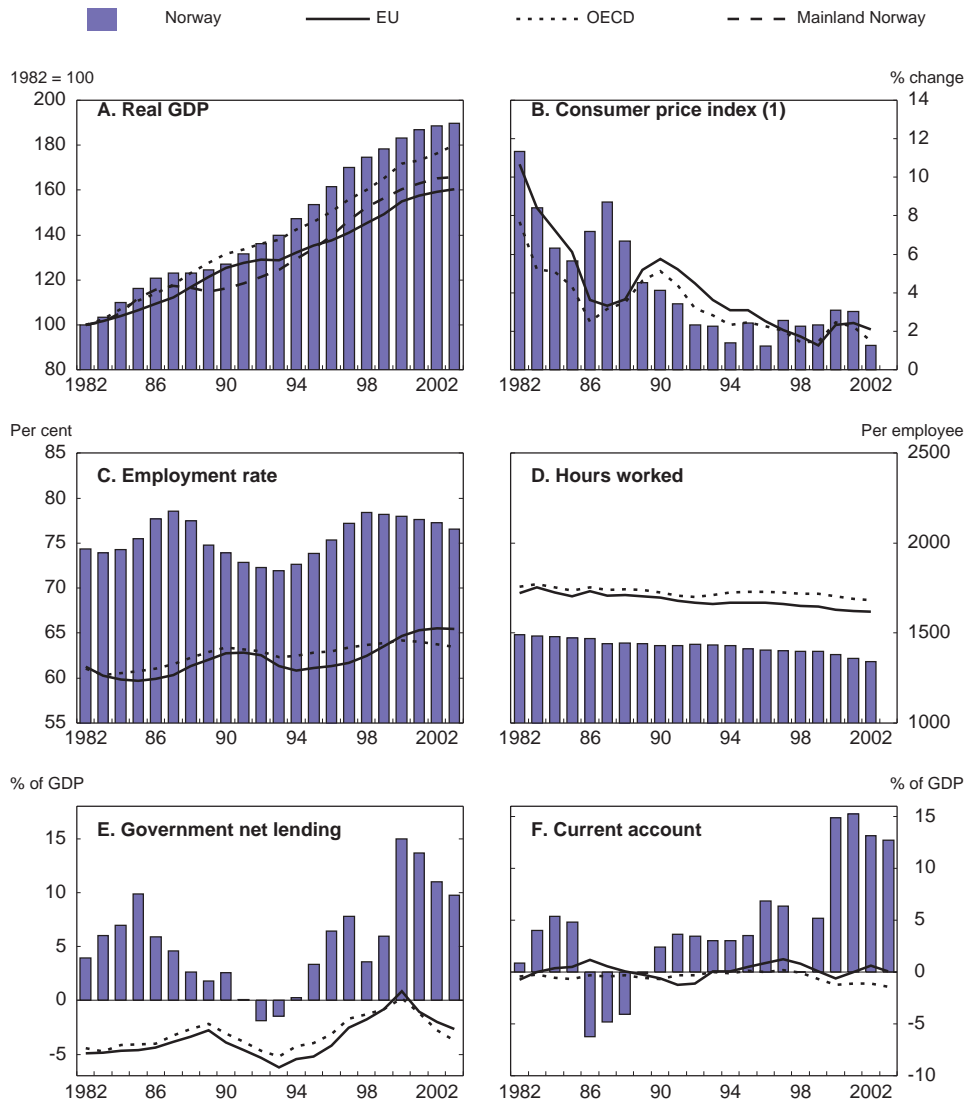 Norway EU OECD Mainland Norway
1982 = 100 % change
200 A. Real GDP B. Consumer price index (1) 14
180 12
160 10
8
140
6
120
4
100 2
80 0
1982 86 90 94 98 2002 1982 86 90 94 98 2002
Per cent Per employee
85 2500
C. Employment rate D. Hours worked
80
75 2000
70
65 1500
60
55 1000
1982 86 90 94 98 2002 1982 86 90 94 98 2002
% of GDP % of GDP
E. Government net lending F. Current account
15 15
10 10
5 5
0 0
-5 -5
-10
1982 86 90 94 98 2002 1982 86 90 94 98 2002